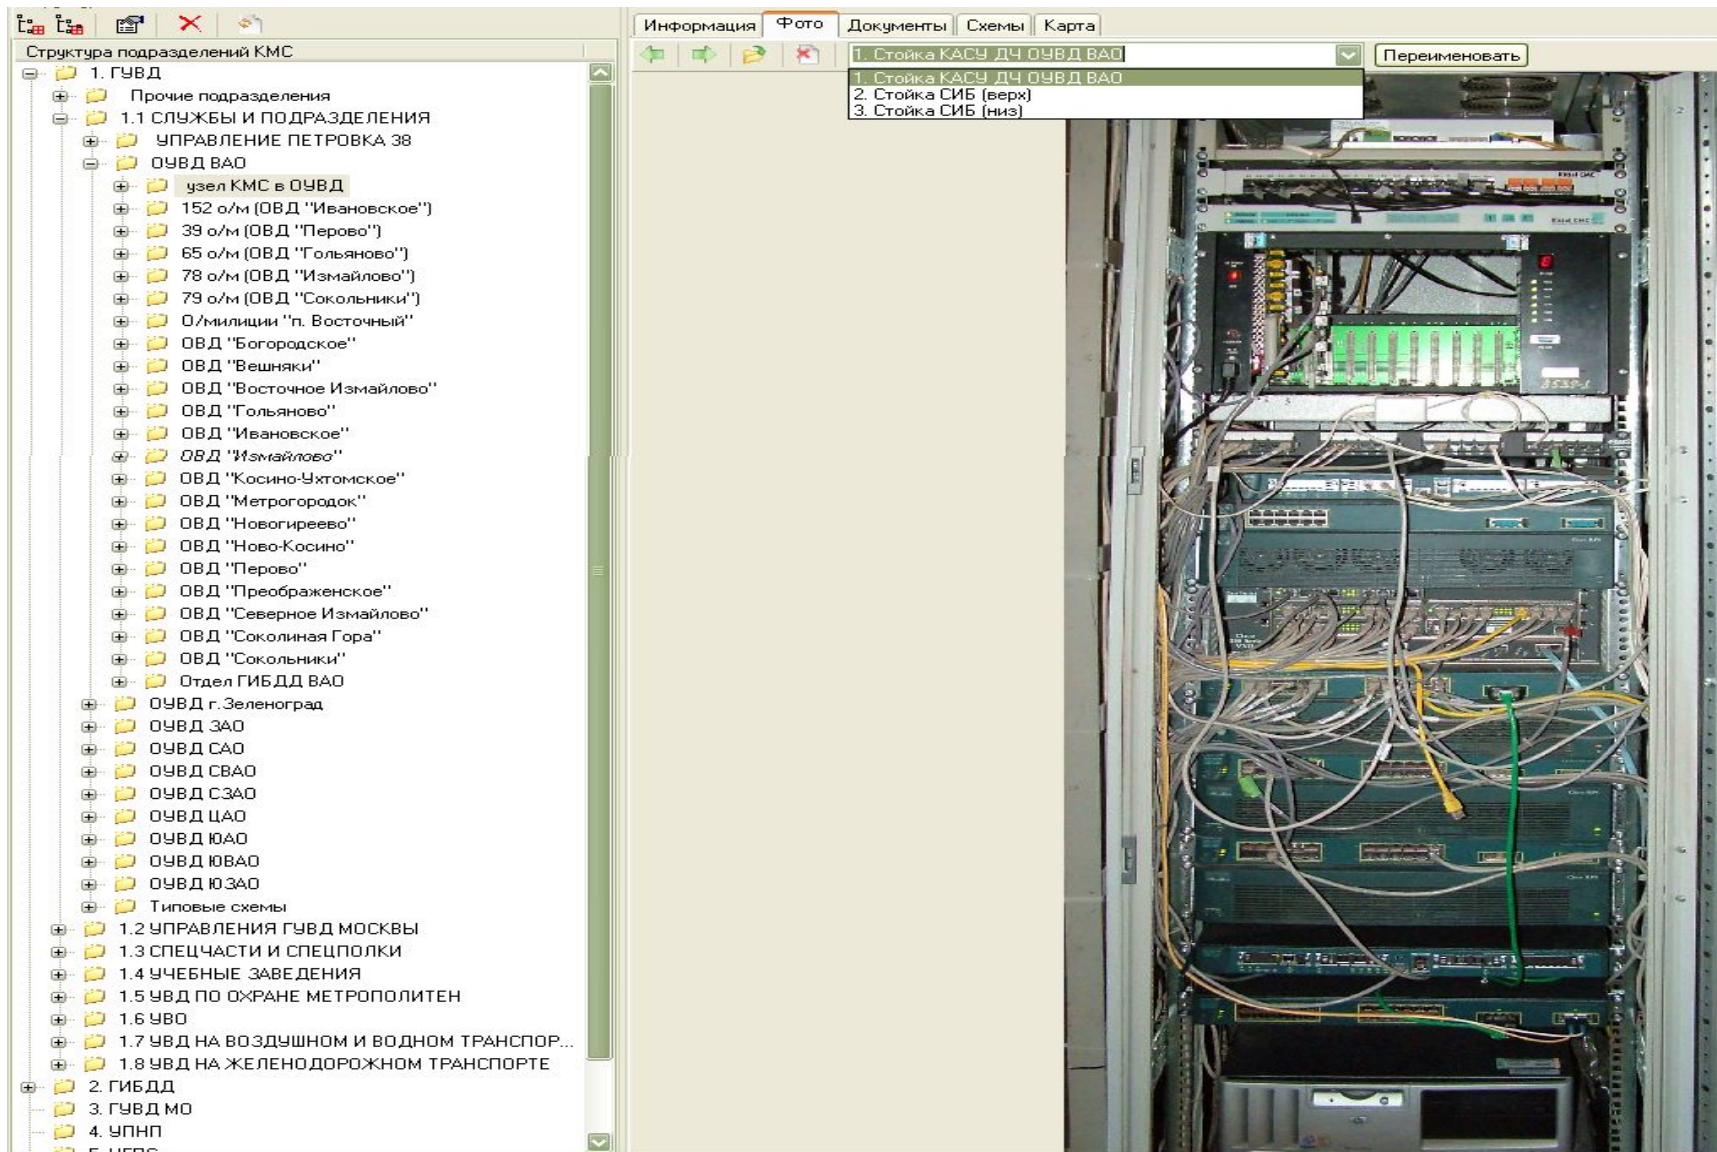 Информация Фото Документы Схемы Карта
Структура подразделений КМС
1. Стойка КАСУ ДЧ ОУВД ВАО Переименовать
1. Стойка КАСУ ДЧ ОУВД ВАО
2. Стойка СИБ (верх)
3. Стойка СИБ (низ)
1. ГУВД
Прочие подразделения
1.1 СЛУЖБЫ И ПОДРАЗДЕЛЕНИЯ
УПРАВЛЕНИЕ ПЕТРОВКА 38
ОУВД ВАО
узел КМС в ОУВД
152 о/м (ОВД "Ивановское")
39 о/м (ОВД "Перово")
65 о/м (ОВД "Гольяново")
78 о/м (ОВД "Измайлово")
79 о/м (ОВД "Сокольники")
О/милиции "п. Восточный"
ОВД "Богородское"
ОВД "Вешняки"
ОВД "Восточное Измайлово"
ОВД "Гольяново"
ОВД "Ивановское"
ОВД "Измайлово"
ОВД "Косино-Ухтомское"
ОВД "Метрогородок"
ОВД "Новогиреево"
ОВД "Ново-Косино"
ОВД "Перово"
ОВД "Преображенское"
ОВД "Северное Измайлово"
ОВД "Соколиная Гора"
ОВД "Сокольники"
Отдел ГИБДД ВАО
ОУВД г.Зеленоград
ОУВД ЗАО
ОУВД САО
ОУВД СВАО
ОУВД СЗАО
ОУВД ЦАО
ОУВД ЮАО
ОУВД ЮВАО
ОУВД ЮЗАО
Типовые схемы
1.2 УПРАВЛЕНИЯ ГУВД МОСКВЫ
1.3 СПЕЦЧАСТИ И СПЕЦПОЛКИ
1.4 УЧЕБНЫЕ ЗАВЕДЕНИЯ
1.5 УВД ПО ОХРАНЕ МЕТРОПОЛИТЕН
1.6 УВО
1.7 УВД НА ВОЗДУШНОМ И ВОДНОМ ТРАНСПОР...
1.8 УВД НА ЖЕЛЕНОДОРОЖНОМ ТРАНСПОРТЕ
2. ГИБДД
3. ГУВД МО
4. УПНП